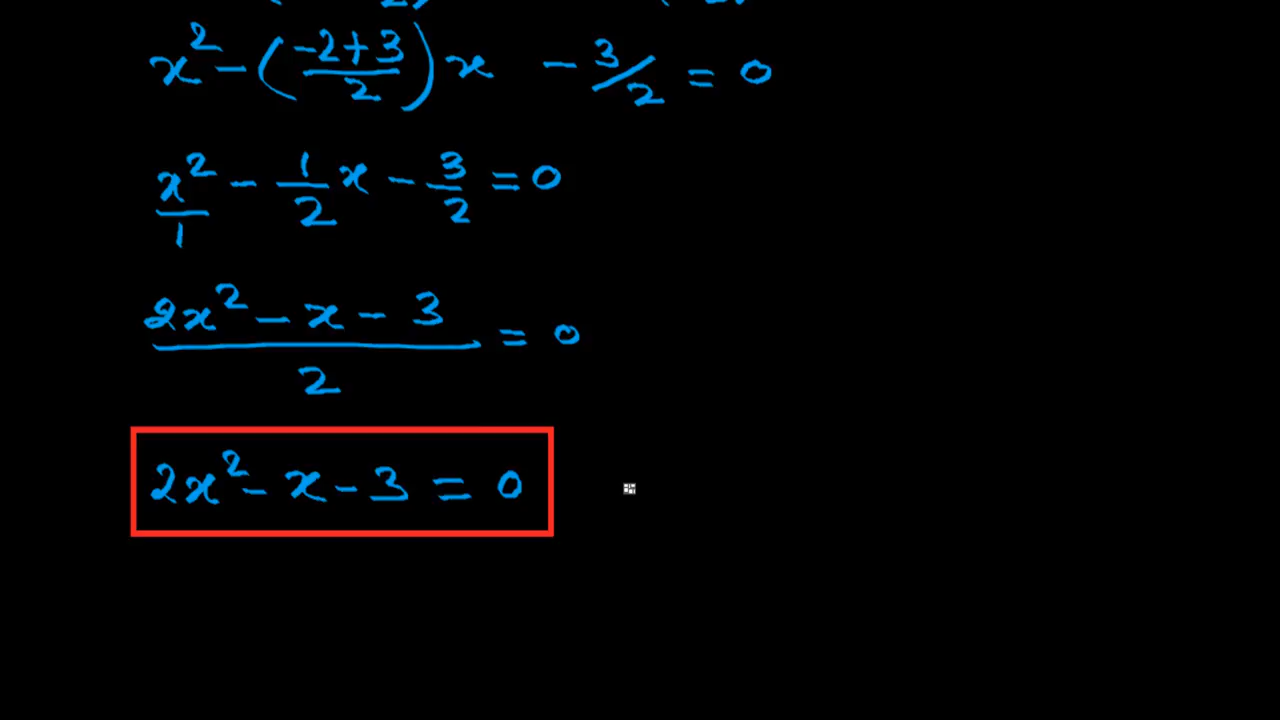 x² - (-2+3/2)x - 3/2 = 0
x²/1 - 1/2 x - 3/2 = 0
2x² - x - 3 / 2 = 0
2x² - x - 3 = 0